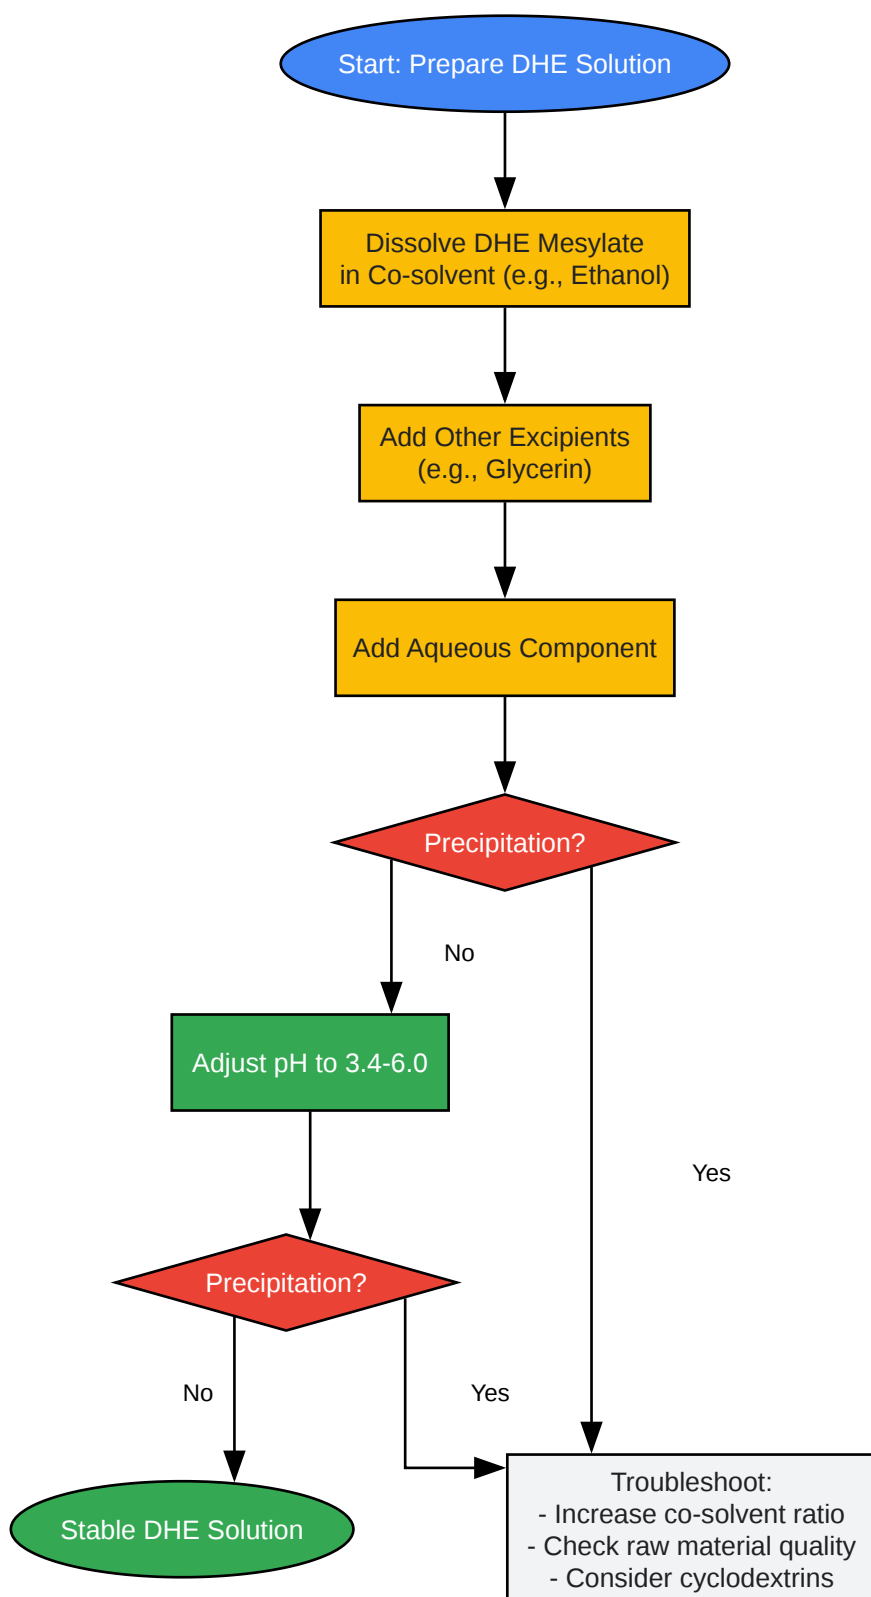 Start: Prepare DHE Solution
Dissolve DHE Mesylate
in Co-solvent (e.g., Ethanol)
Add Other Excipients
(e.g., Glycerin)
Add Aqueous Component
Precipitation?
No
Adjust pH to 3.4-6.0
Yes
Precipitation?
No
Yes
Stable DHE Solution
Troubleshoot:
- Increase co-solvent ratio
- Check raw material quality
- Consider cyclodextrins